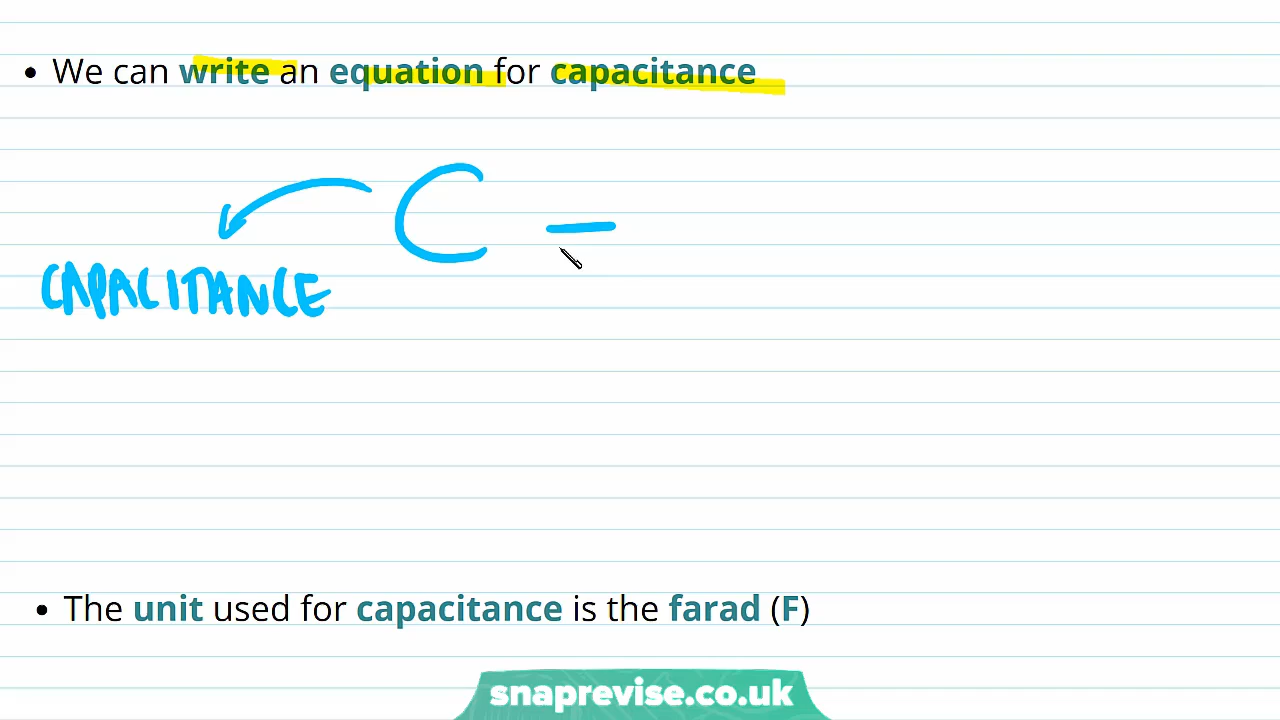 • We can write an equation for capacitance
C =
CAPACITANCE
• The unit used for capacitance is the farad (F)
snaprevise.co.uk